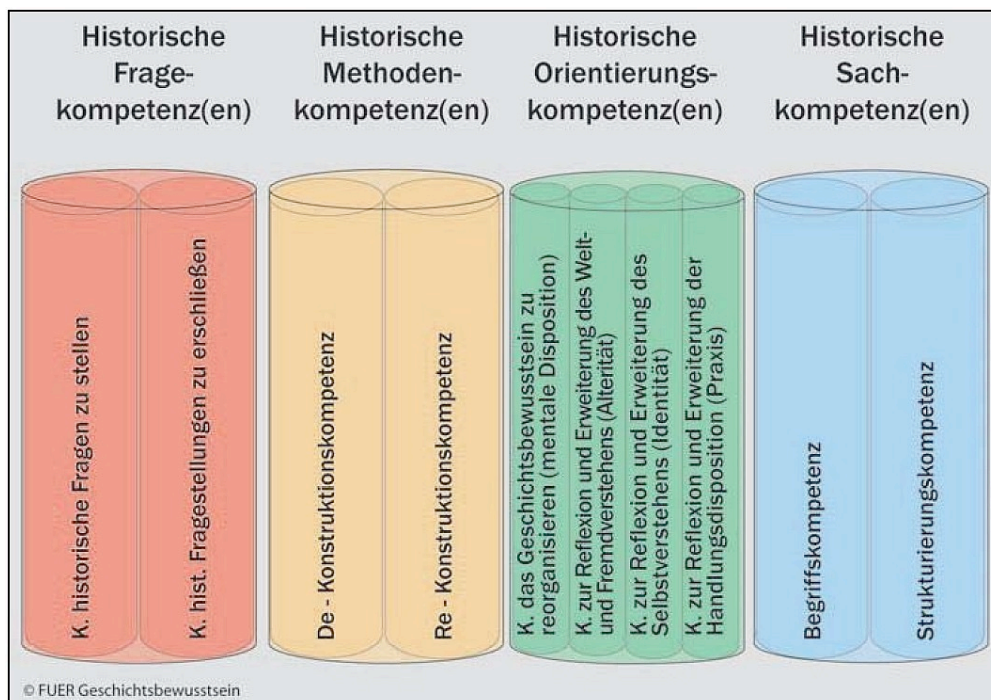 Historische
Frage-
kompetenz(en)
Historische
Methoden-
kompetenz(en)
Historische
Orientierungs-
kompetenz(en)
Historische
Sach-
kompetenz(en)
K. historische Fragen zu stellen
K. hist. Fragestellungen zu erschließen
De - Konstruktionskompetenz
Re - Konstruktionskompetenz
K. das Geschichtsbewusstsein zu
reorganisieren (mentale Disposition)
K. zur Reflexion und Erweiterung des Welt-
und Fremdverstehens (Alterität)
K. zur Reflexion und Erweiterung des
Selbstverstehens (Identität)
K. zur Reflexion und Erweiterung der
Handlungsdisposition (Praxis)
Begriffskompetenz
Strukturierungskompetenz
© FUER Geschichtsbewusstsein